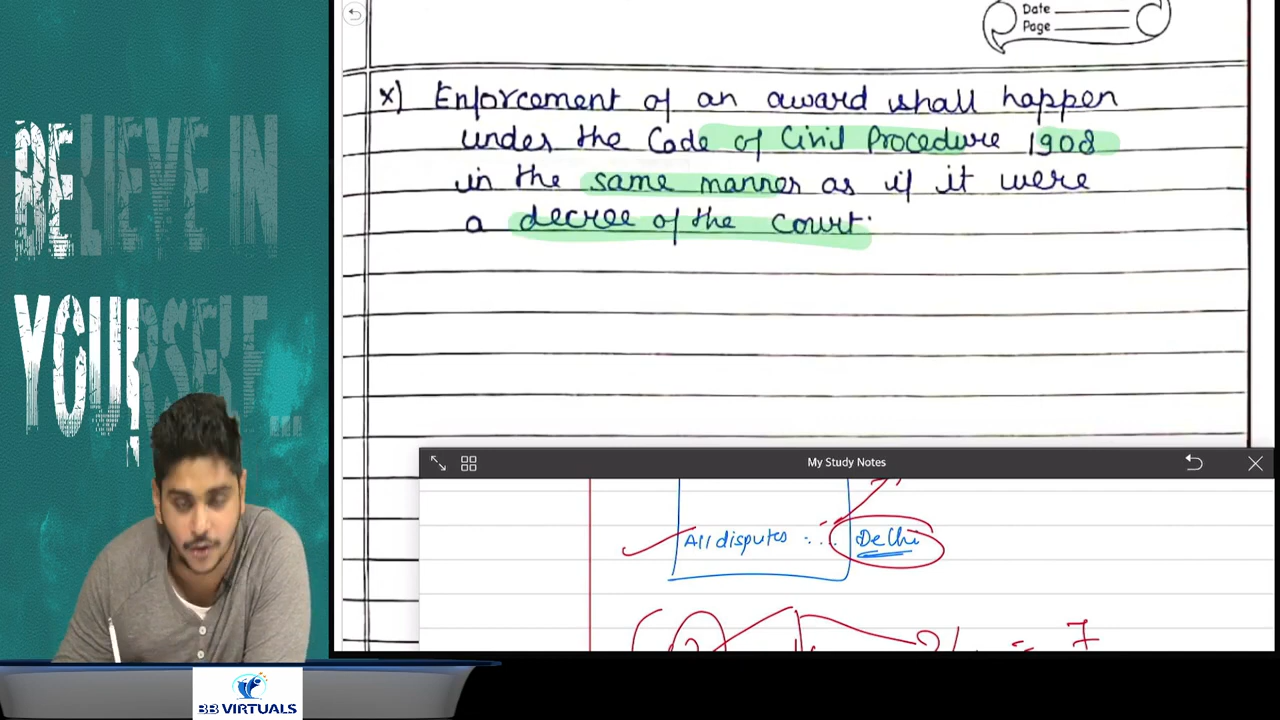 BELIEVE IN
YOURSELF...
Date
Page
x) Enforcement of an award shall happen
under the Code of Civil Procedure 1908
in the same manner as if it were
a decree of the Court.
My Study Notes
All disputes ....
Delhi
7
BB VIRTUALS